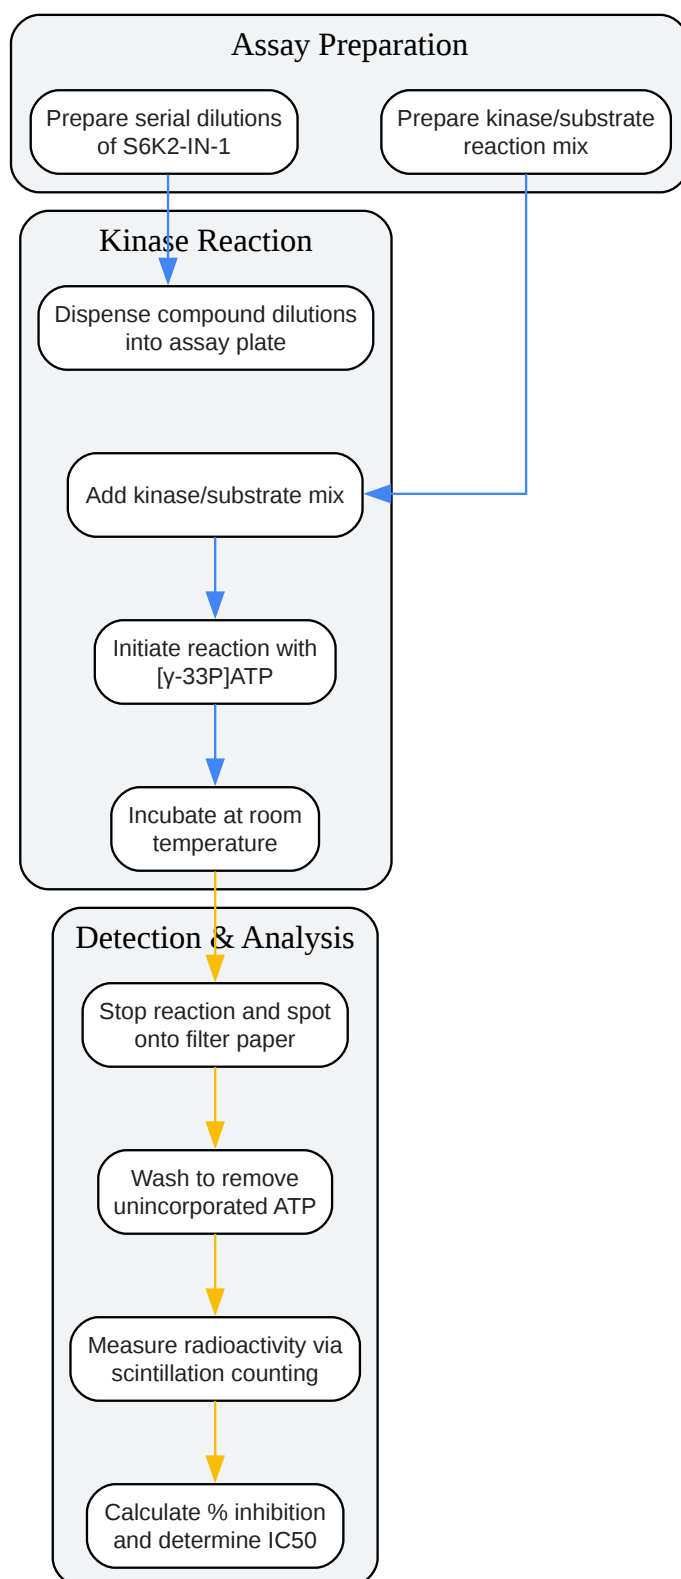 Assay Preparation
Prepare serial dilutions
of S6K2-IN-1
Prepare kinase/substrate
reaction mix
Kinase Reaction
Dispense compound dilutions
into assay plate
Add kinase/substrate mix
Initiate reaction with
[γ-33P]ATP
Incubate at room
temperature
Detection & Analysis
Stop reaction and spot
onto filter paper
Wash to remove
unincorporated ATP
Measure radioactivity via
scintillation counting
Calculate % inhibition
and determine IC50